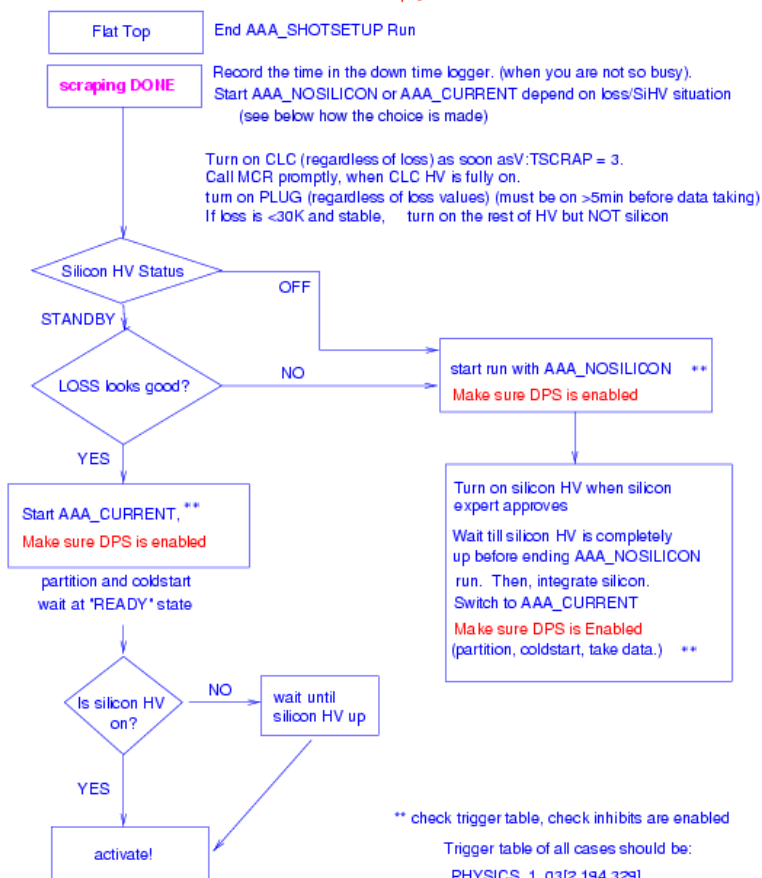 Flat Top
End AAA_SHOTSETUP Run
scraping DONE
Record the time in the down time logger. (when you are not so busy).
Start AAA_NOSILICON or AAA_CURRENT depend on loss/SiHV situation
(see below how the choice is made)
Turn on CLC (regardless of loss) as soon asV:TSCRAP = 3.
Call MCR promptly, when CLC HV is fully on.
turn on PLUG (regardless of loss values) (must be on >5min before data taking)
If loss is <30K and stable, turn on the rest of HV but NOT silicon
Silicon HV Status
OFF
STANDBY
LOSS looks good?
NO
start run with AAA_NOSILICON **
Make sure DPS is enabled
YES
Start AAA_CURRENT, **
Make sure DPS is enabled
partition and coldstart
wait at "READY" state
Turn on silicon HV when silicon
expert approves
Wait till silicon HV is completely
up before ending AAA_NOSILICON
run. Then, integrate silicon.
Switch to AAA_CURRENT
Make sure DPS is Enabled
(partition, coldstart, take data.) **
Is silicon HV
on?
NO
wait until
silicon HV up
YES
activate!
** check trigger table, check inhibits are enabled
Trigger table of all cases should be:
PHYSICS_1_03[2,194,329]